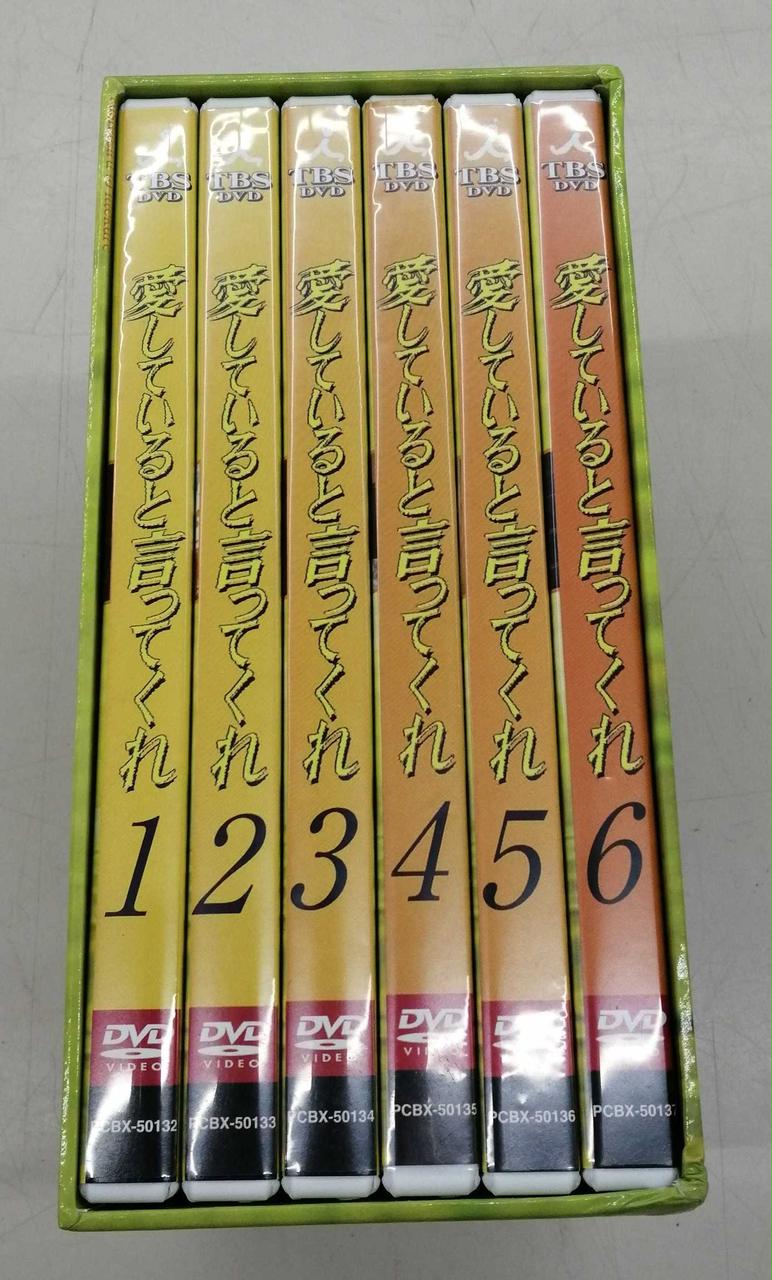 TBS
DVD
愛していると言ってくれ
1
DVD
VIDEO
PCBX-50132
TBS
DVD
愛していると言ってくれ
2
DVD
VIDEO
PCBX-50133
TBS
DVD
愛していると言ってくれ
3
DVD
VIDEO
PCBX-50134
TBS
DVD
愛していると言ってくれ
4
DVD
VIDEO
PCBX-50135
TBS
DVD
愛していると言ってくれ
5
DVD
PCBX-50136
TBS
DVD
愛していると言ってくれ
6
DVD
VIDEO
PCBX-50137